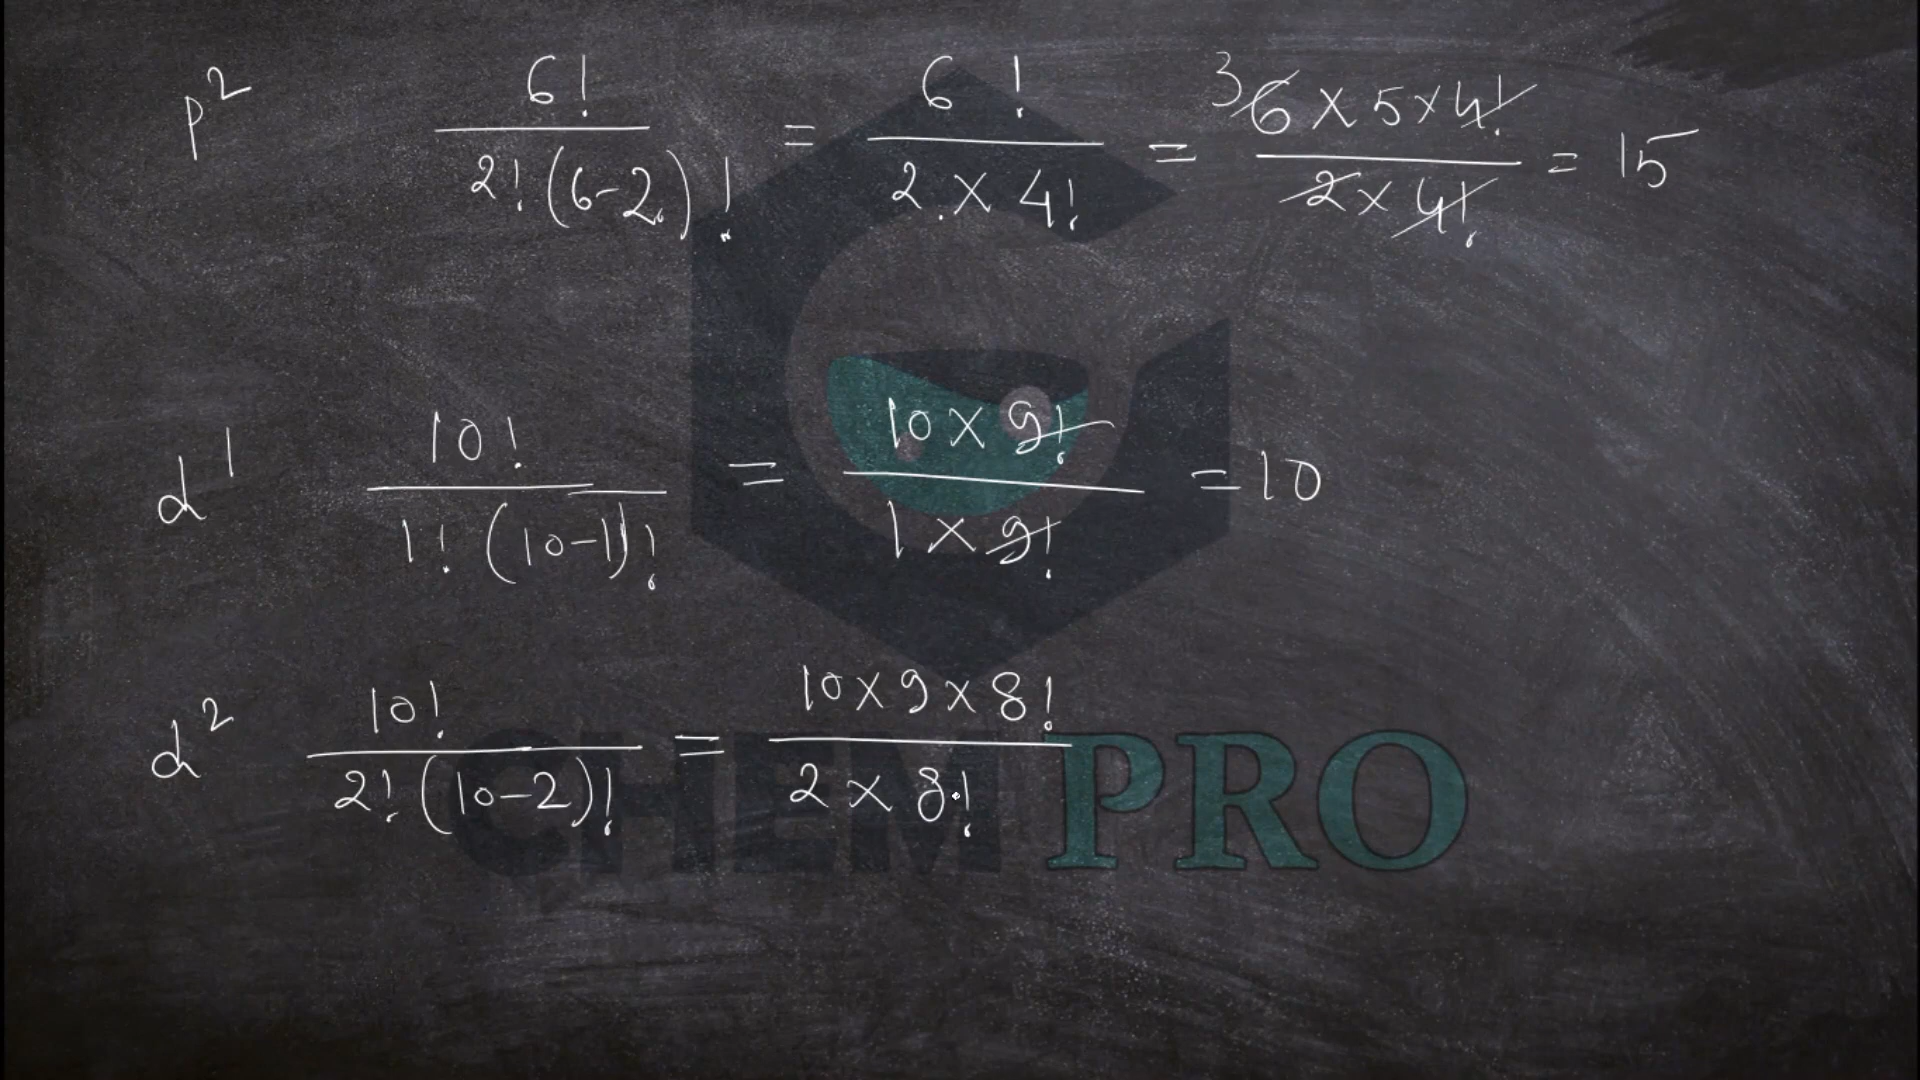 p² 6! / 2!(6-2)! = 6! / 2 × 4! = 3 6 × 5 × 4! / 2 × 4! = 15
d¹ 10! / 1!(10-1)! = 10 × 9! / 1 × 9! = 10
d² 10! / 2!(10-2)! = 10 × 9 × 8! / 2 × 8!
CHEM PRO